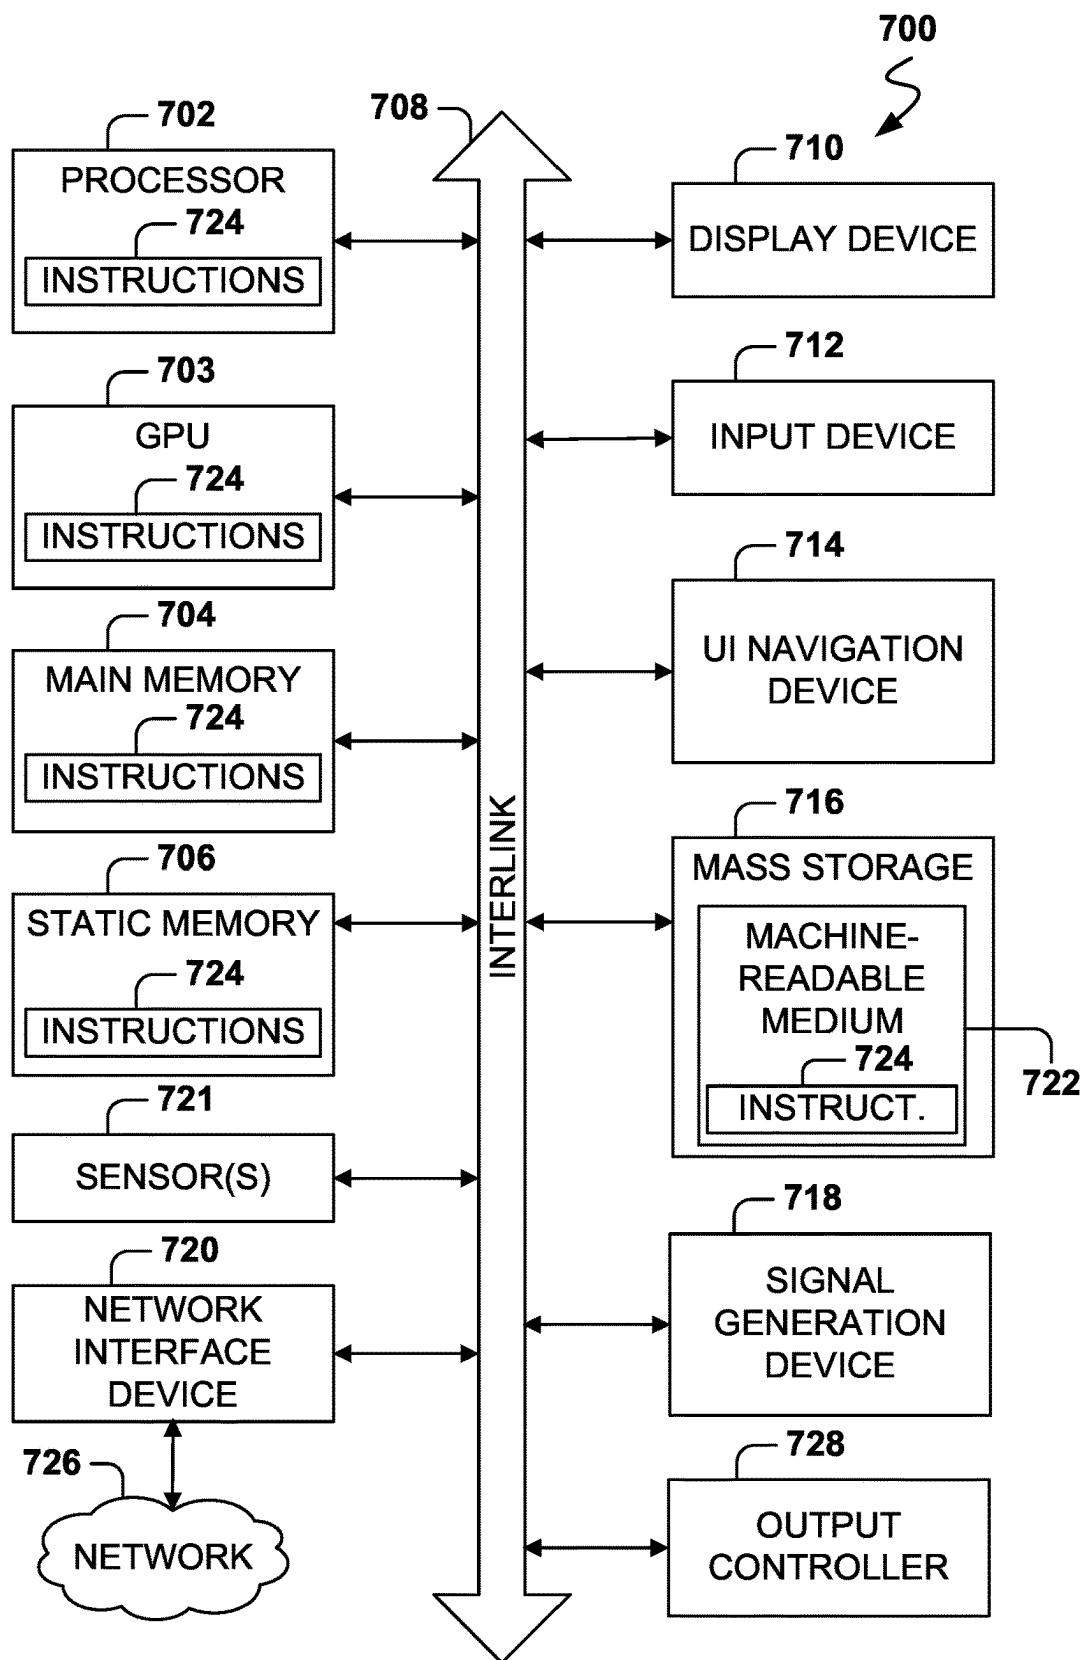 700
708
702
PROCESSOR
724
INSTRUCTIONS
703
GPU
724
INSTRUCTIONS
704
MAIN MEMORY
724
INSTRUCTIONS
706
STATIC MEMORY
724
INSTRUCTIONS
721
SENSOR(S)
720
NETWORK
INTERFACE
DEVICE
726
NETWORK
INTERLINK
710
DISPLAY DEVICE
712
INPUT DEVICE
714
UI NAVIGATION
DEVICE
716
MASS STORAGE
MACHINE-
READABLE
MEDIUM
724
INSTRUCT.
722
718
SIGNAL
GENERATION
DEVICE
728
OUTPUT
CONTROLLER